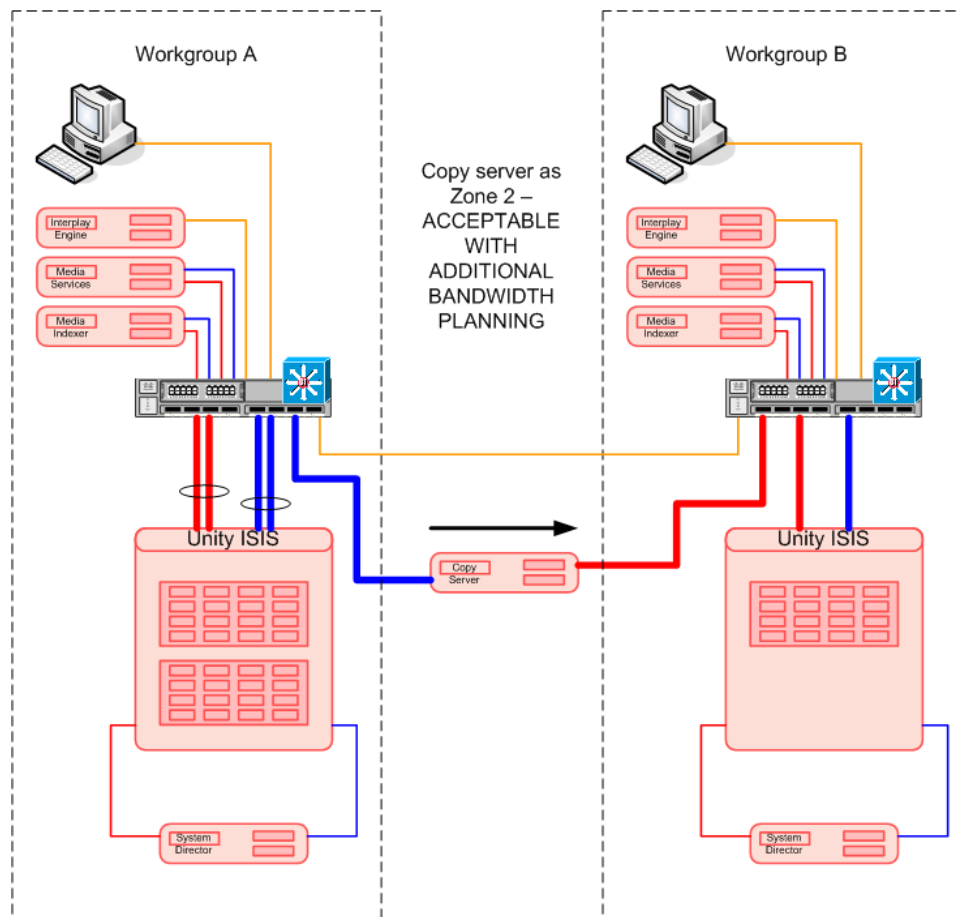 Workgroup A
Workgroup B
Copy server as
Zone 2 –
ACCEPTABLE
WITH
ADDITIONAL
BANDWIDTH
PLANNING
Interplay
Engine
Media
Services
Media
Indexer
Interplay
Engine
Media
Services
Media
Indexer
Unity ISIS
Copy
Server
Unity ISIS
System
Director
System
Director